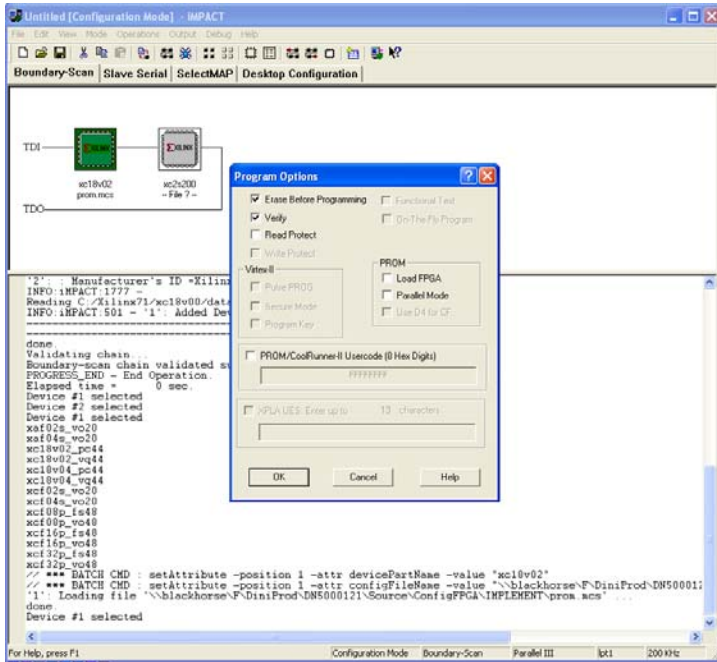 Untitled [Configuration Mode] - iMPACT
File Edit View Mode Operations Output Debug Help
Boundary-Scan Slave Serial SelectMAP Desktop Configuration
TDI
XILINX XILINX
xc18v02 xc2s200
prom.mcs -- File ? --
TDO
Program Options
Erase Before Programming Functional Test
Verify On-The-Fly Program
Read Protect
Write Protect
Virtex-II PROM
Pulse PROG Load FPGA
Secure Mode Parallel Mode
Program Key Use D4 for CF
PROM/CoolRunner-II Usercode (8 Hex Digits)
FFFFFFFF
XPLA UES: Enter up to 13 characters
OK Cancel Help
'2': : Manufacturer's ID =Xilinx
INFO:iMPACT:1777 -
Reading C:/Xilinx71/xc18v00/data
INFO:iMPACT:501 - '1': Added Dev
done.
Validating chain...
Boundary-scan chain validated su
PROGRESS_END - End Operation.
Elapsed time = 0 sec.
Device #1 selected
Device #2 selected
Device #1 selected
xaf02s_vo20
xaf04s_vo20
xc18v02_pc44
xc18v02_vq44
xc18v04_pc44
xc18v04_vq44
xcf02s_vo20
xcf04s_vo20
xcf08p_fs48
xcf08p_vo48
xcf16p_fs48
xcf16p_vo48
xcf32p_fs48
xcf32p_vo48
// *** BATCH CMD : setAttribute -position 1 -attr devicePartName -value "xc18v02"
// *** BATCH CMD : setAttribute -position 1 -attr configFileName -value "\\blackhorse\F\DiniProd\DN500012
'1': Loading file '\\blackhorse\F\DiniProd\DN5000121\Source\ConfigFPGA\IMPLEMENT\prom.mcs' ...
done.
Device #1 selected
For Help, press F1 Configuration Mode Boundary-Scan Parallel III lpt1 200 KHz